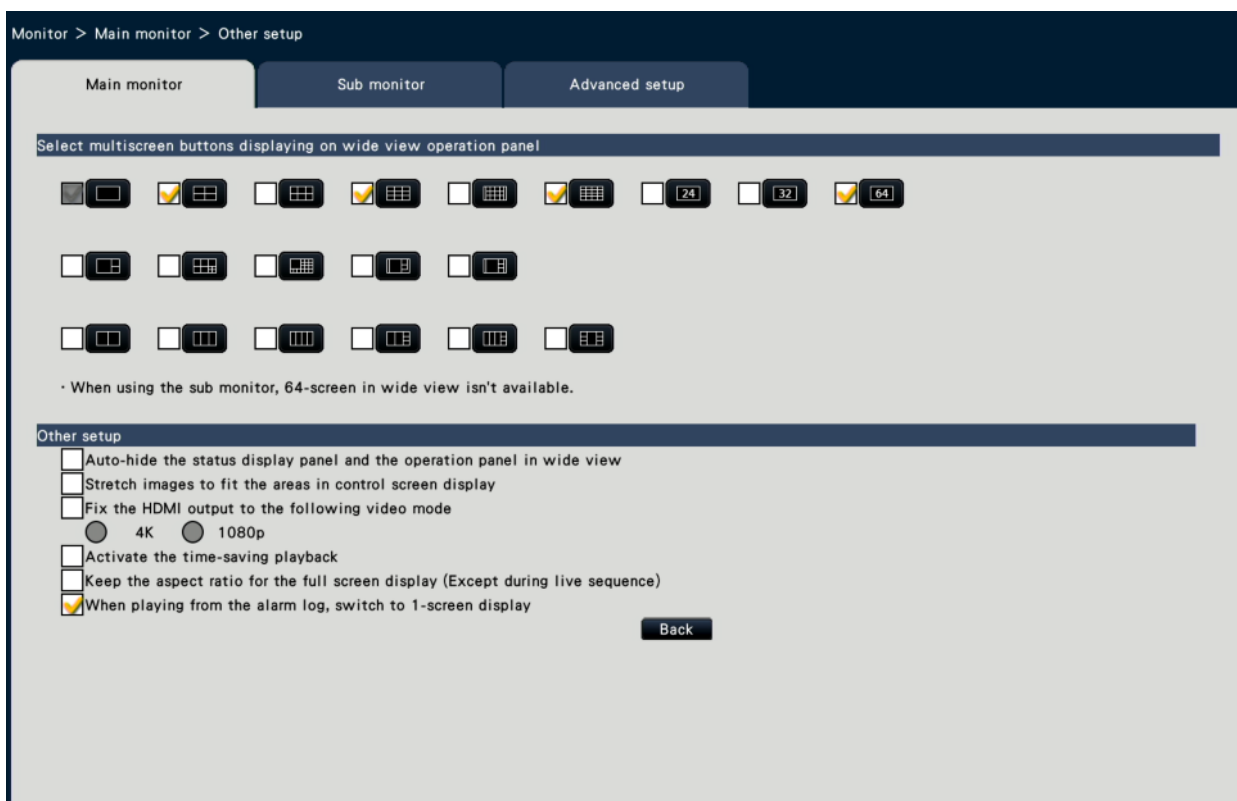 Monitor > Main monitor > Other setup
Main monitor Sub monitor Advanced setup
Select multiscreen buttons displaying on wide view operation panel
24 32 64
· When using the sub monitor, 64-screen in wide view isn't available.
Other setup
Auto-hide the status display panel and the operation panel in wide view
Stretch images to fit the areas in control screen display
Fix the HDMI output to the following video mode
4K 1080p
Activate the time-saving playback
Keep the aspect ratio for the full screen display (Except during live sequence)
When playing from the alarm log, switch to 1-screen display
Back